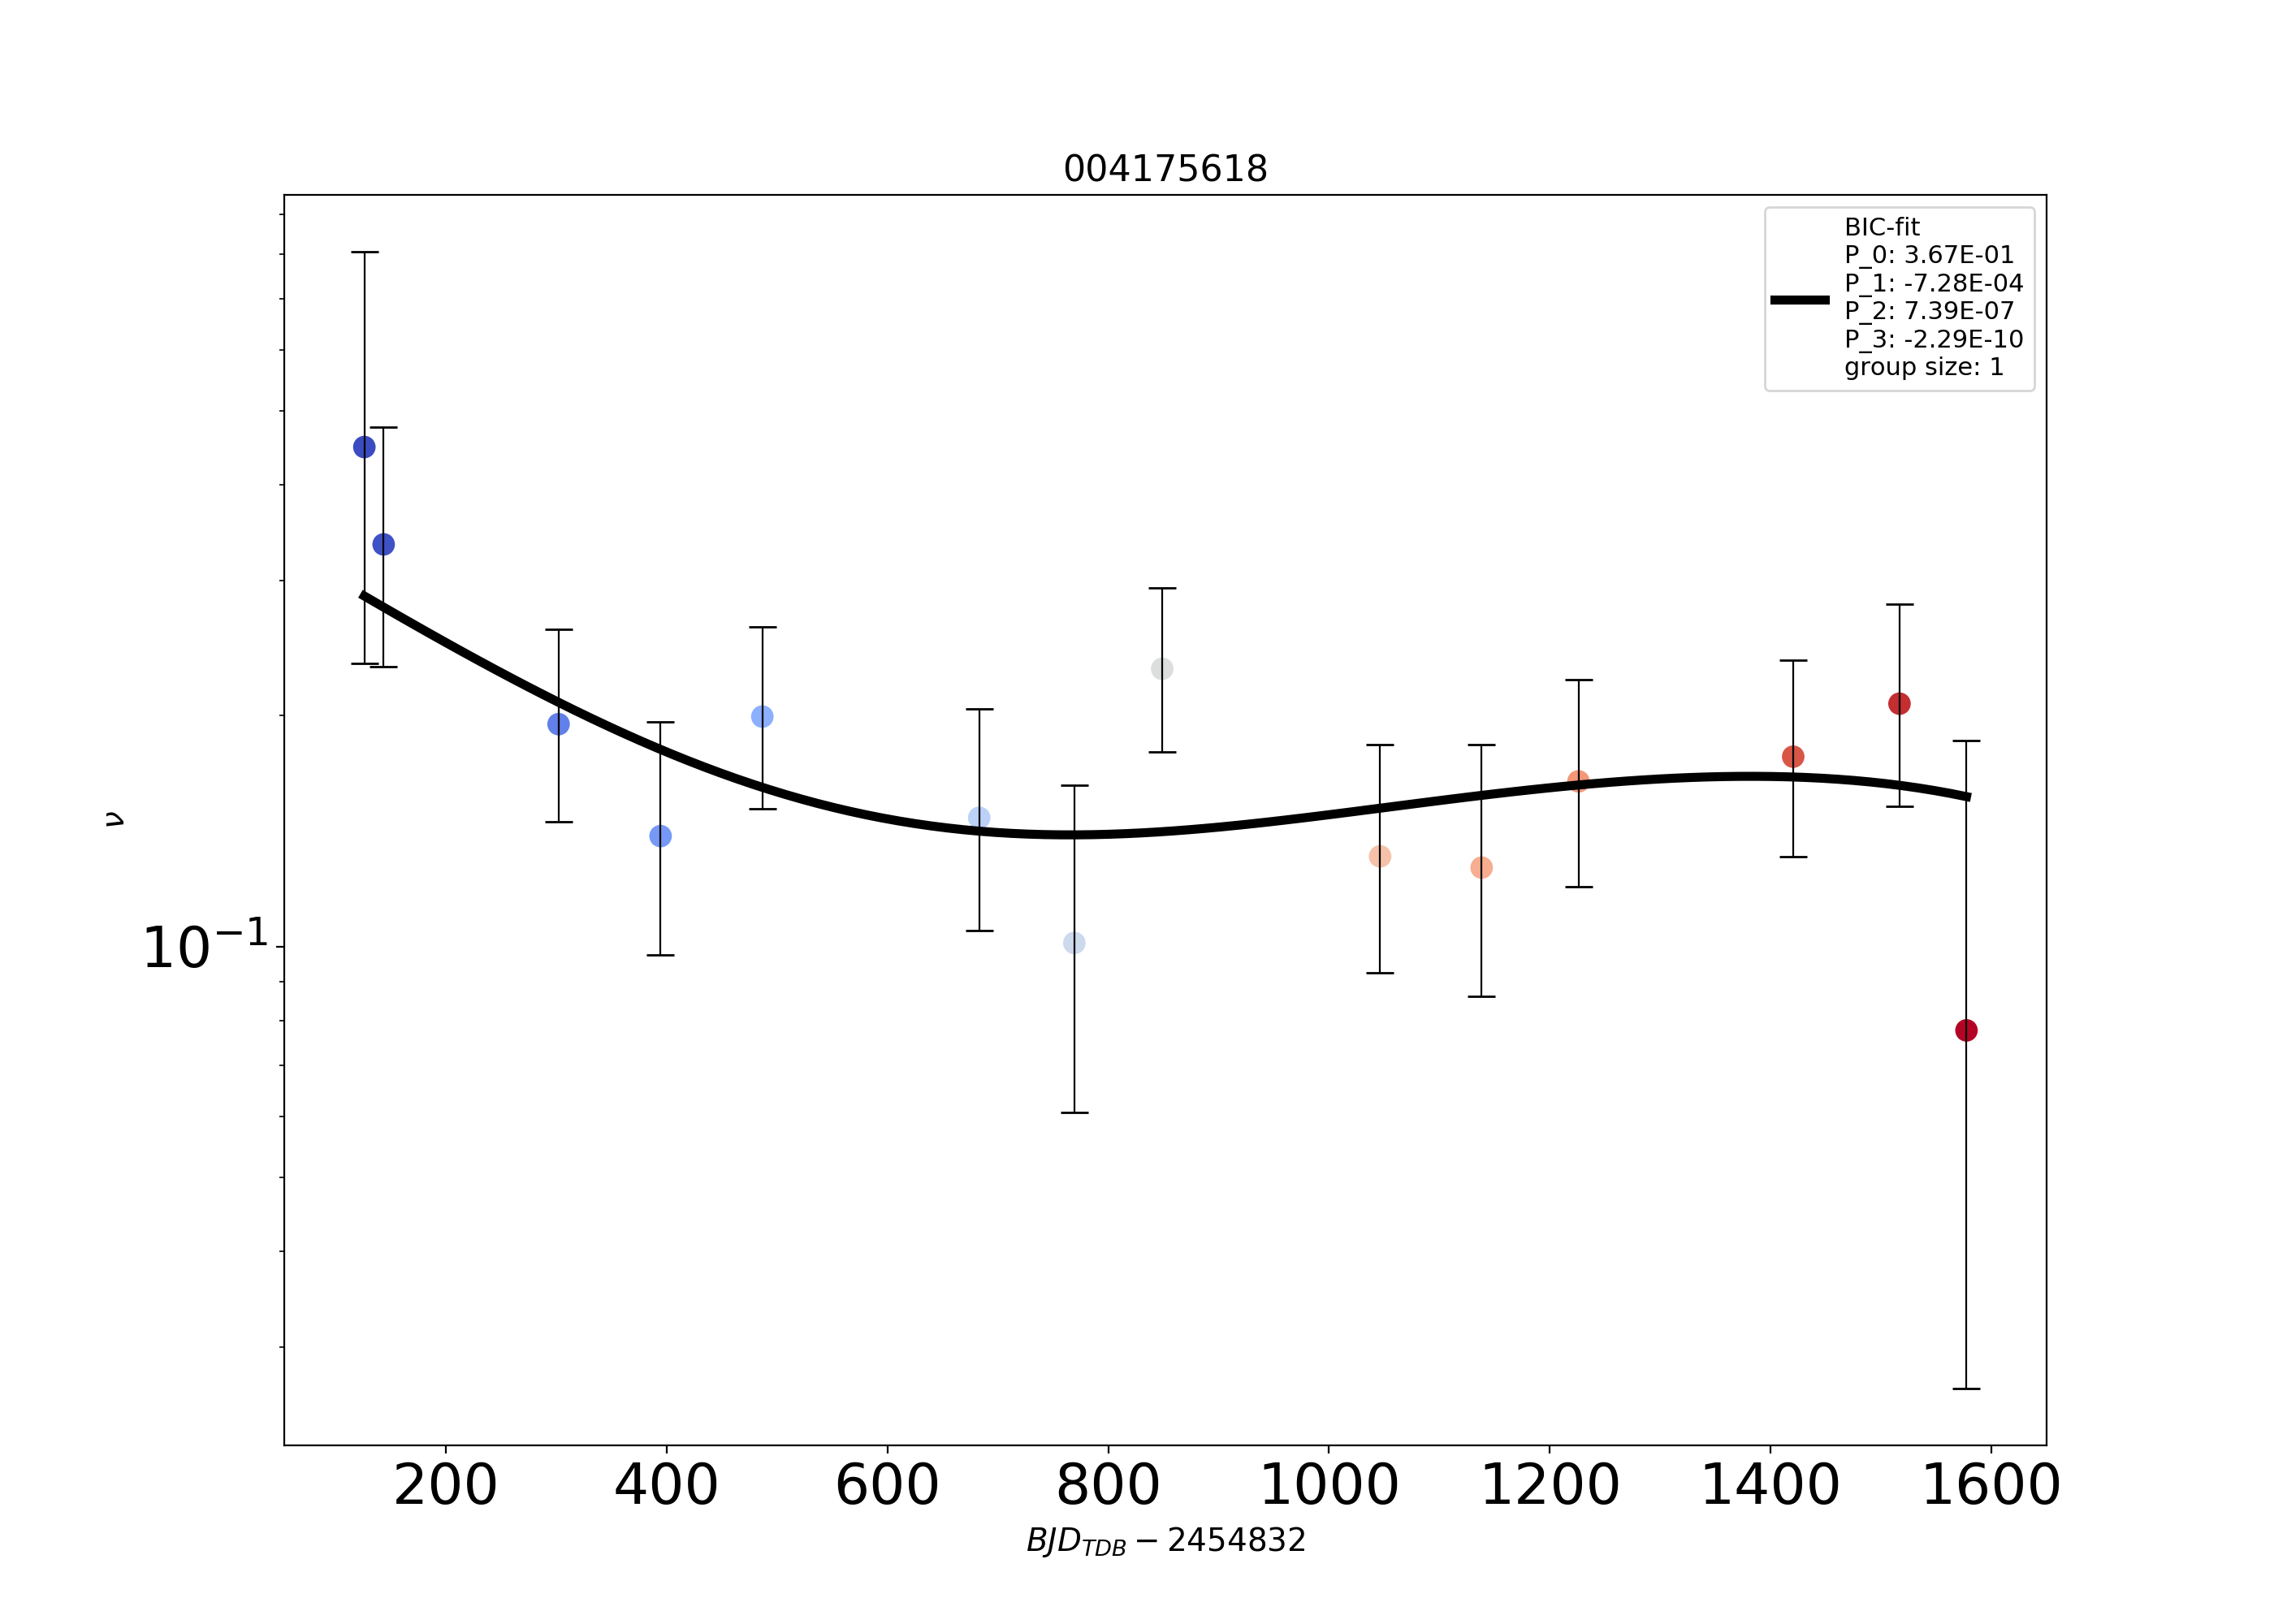 004175618
BIC-fit
P_0: 3.67E-01
P_1: -7.28E-04
P_2: 7.39E-07
P_3: -2.29E-10
group size: 1
ν
10⁻¹
200 400 600 800 1000 1200 1400 1600
BJD_TDB − 2454832